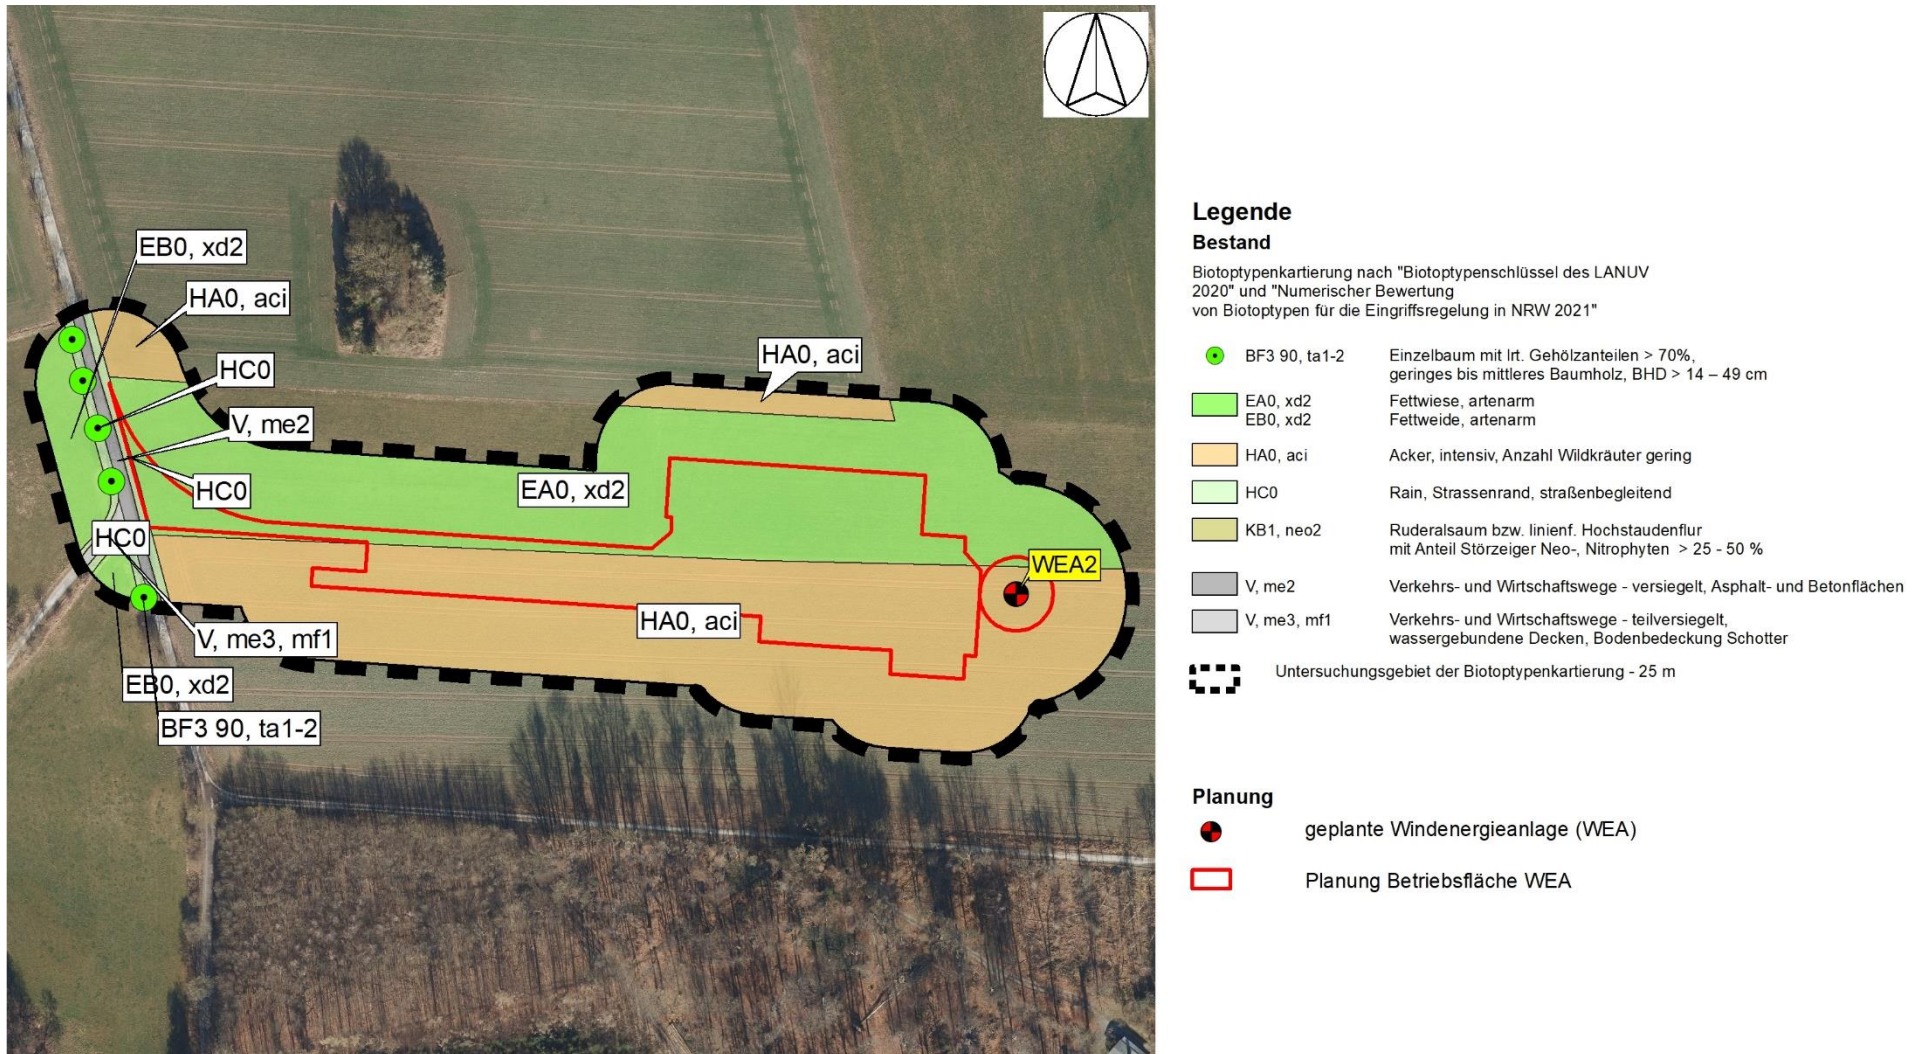 EB0, xd2
HA0, aci
HC0
V, me2
HC0
HC0
V, me3, mf1
EB0, xd2
BF3 90, ta1-2
EA0, xd2
HA0, aci
HA0, aci
WEA2
Legende
Bestand
Biotoptypenkartierung nach "Biotoptypenschlüssel des LANUV
2020" und "Numerischer Bewertung
von Biotoptypen für die Eingriffsregelung in NRW 2021"
BF3 90, ta1-2 Einzelbaum mit lrt. Gehölzanteilen > 70%,
geringes bis mittleres Baumholz, BHD > 14 – 49 cm
EA0, xd2 Fettwiese, artenarm
EB0, xd2 Fettweide, artenarm
HA0, aci Acker, intensiv, Anzahl Wildkräuter gering
HC0 Rain, Strassenrand, straßenbegleitend
KB1, neo2 Ruderalsaum bzw. linienf. Hochstaudenflur
mit Anteil Störzeiger Neo-, Nitrophyten > 25 - 50 %
V, me2 Verkehrs- und Wirtschaftswege - versiegelt, Asphalt- und Betonflächen
V, me3, mf1 Verkehrs- und Wirtschaftswege - teilversiegelt,
wassergebundene Decken, Bodenbedeckung Schotter
Untersuchungsgebiet der Biotoptypenkartierung - 25 m
Planung
geplante Windenergieanlage (WEA)
Planung Betriebsfläche WEA